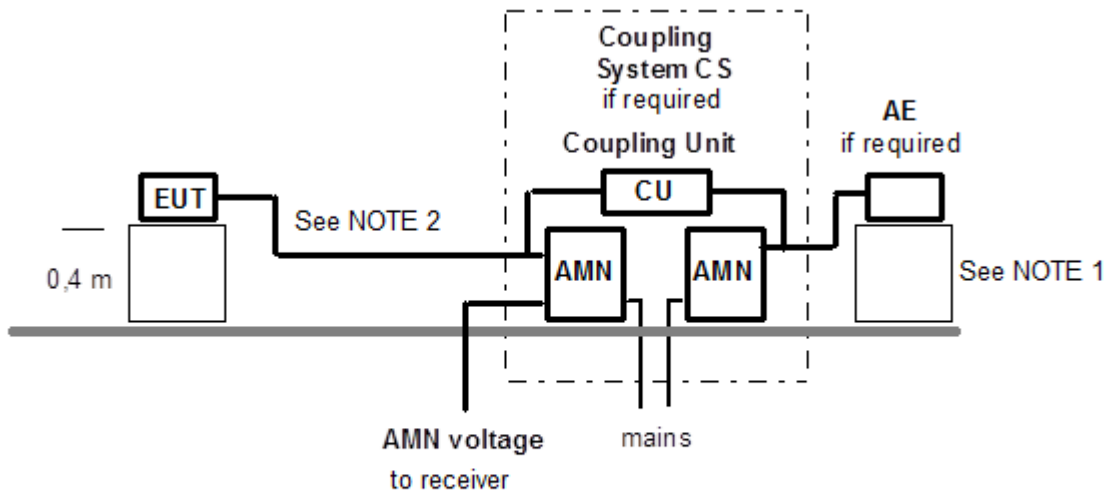 Coupling
System CS
if required
Coupling Unit
AE
if required
EUT
CU
See NOTE 2
AMN
AMN
0,4 m
See NOTE 1
AMN voltage
to receiver
mains